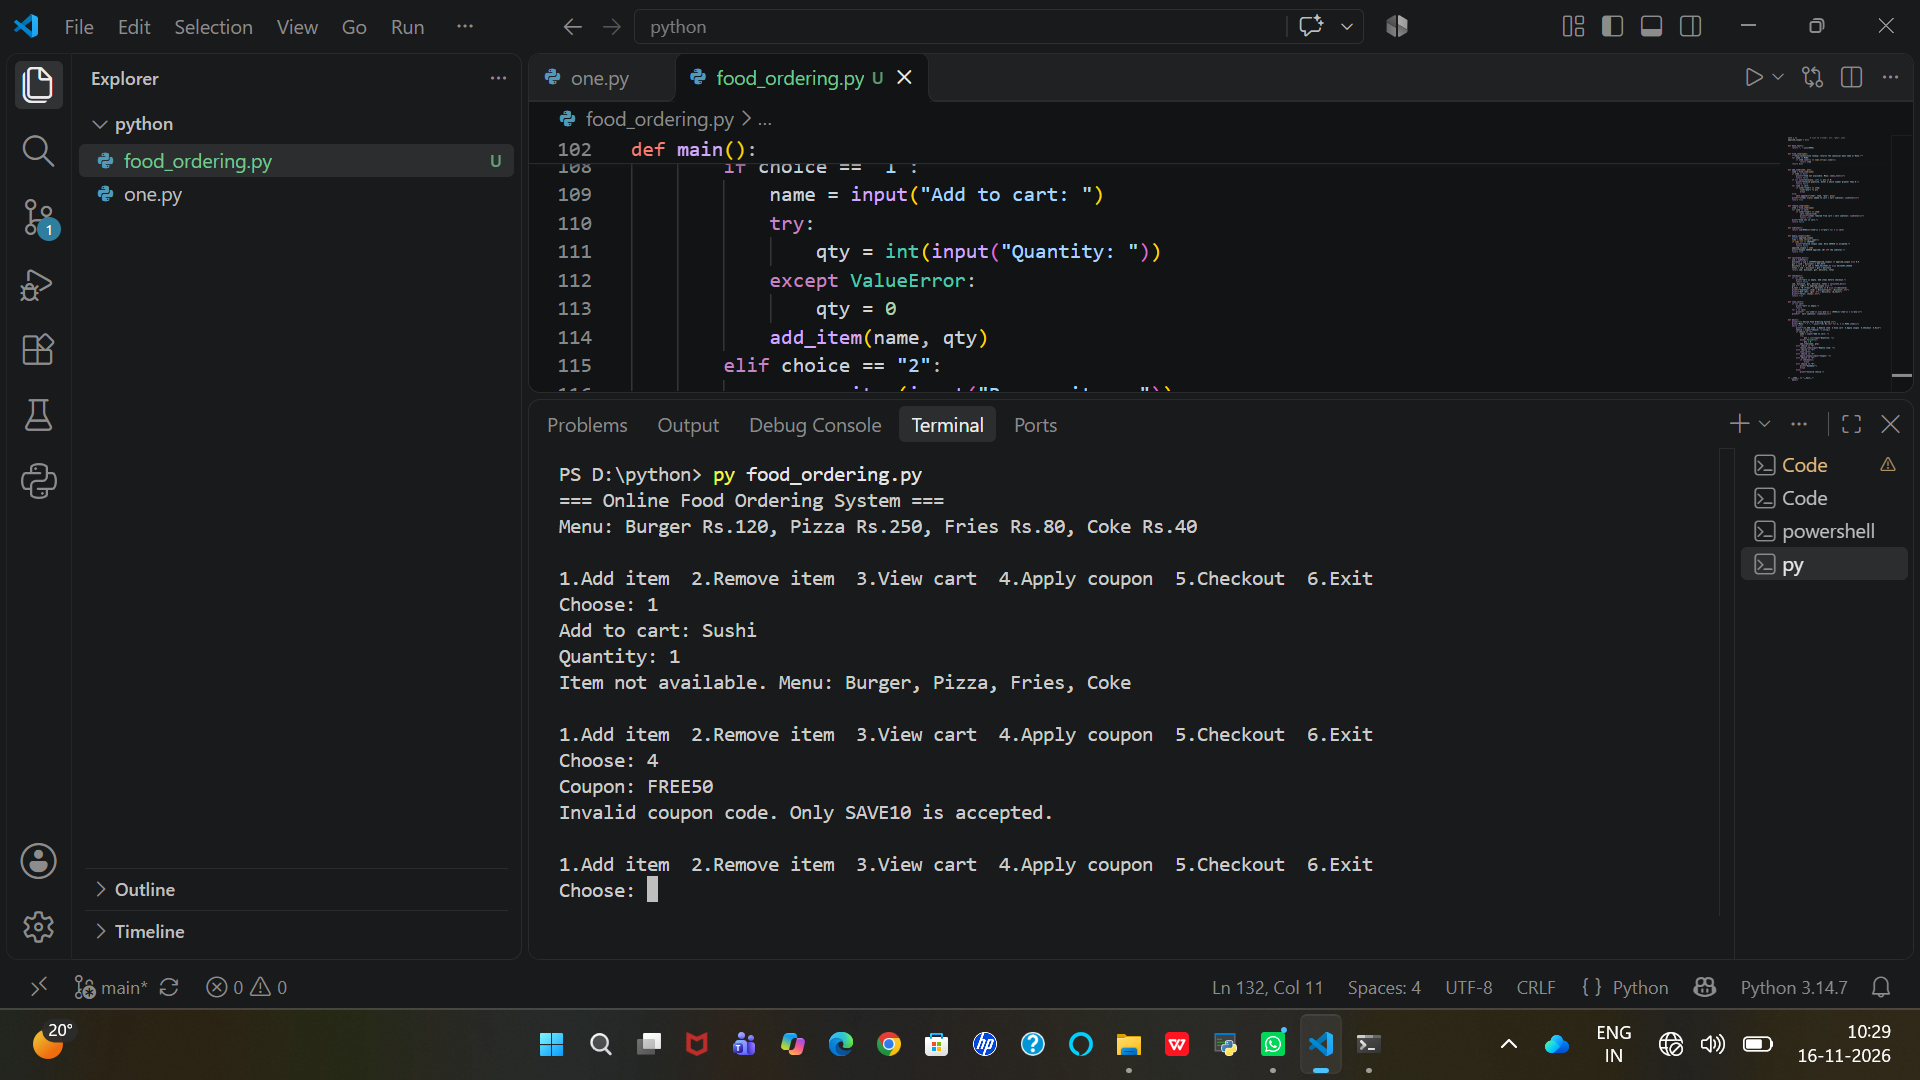 File Edit Selection View Go Run ···
python
Explorer
python
food_ordering.py U
one.py
Outline
Timeline
one.py
food_ordering.py U
food_ordering.py > ...
102 def main():
108 if choice == "1":
109 name = input("Add to cart: ")
110 try:
111 qty = int(input("Quantity: "))
112 except ValueError:
113 qty = 0
114 add_item(name, qty)
115 elif choice == "2":
Problems Output Debug Console Terminal Ports
PS D:\python> py food_ordering.py
=== Online Food Ordering System ===
Menu: Burger Rs.120, Pizza Rs.250, Fries Rs.80, Coke Rs.40
1.Add item 2.Remove item 3.View cart 4.Apply coupon 5.Checkout 6.Exit
Choose: 1
Add to cart: Sushi
Quantity: 1
Item not available. Menu: Burger, Pizza, Fries, Coke
1.Add item 2.Remove item 3.View cart 4.Apply coupon 5.Checkout 6.Exit
Choose: 4
Coupon: FREE50
Invalid coupon code. Only SAVE10 is accepted.
1.Add item 2.Remove item 3.View cart 4.Apply coupon 5.Checkout 6.Exit
Choose:
Code
Code
powershell
py
1
main* 0 0
Ln 132, Col 11 Spaces: 4 UTF-8 CRLF { } Python Python 3.14.7
20°
ENG
IN
10:29
16-11-2026